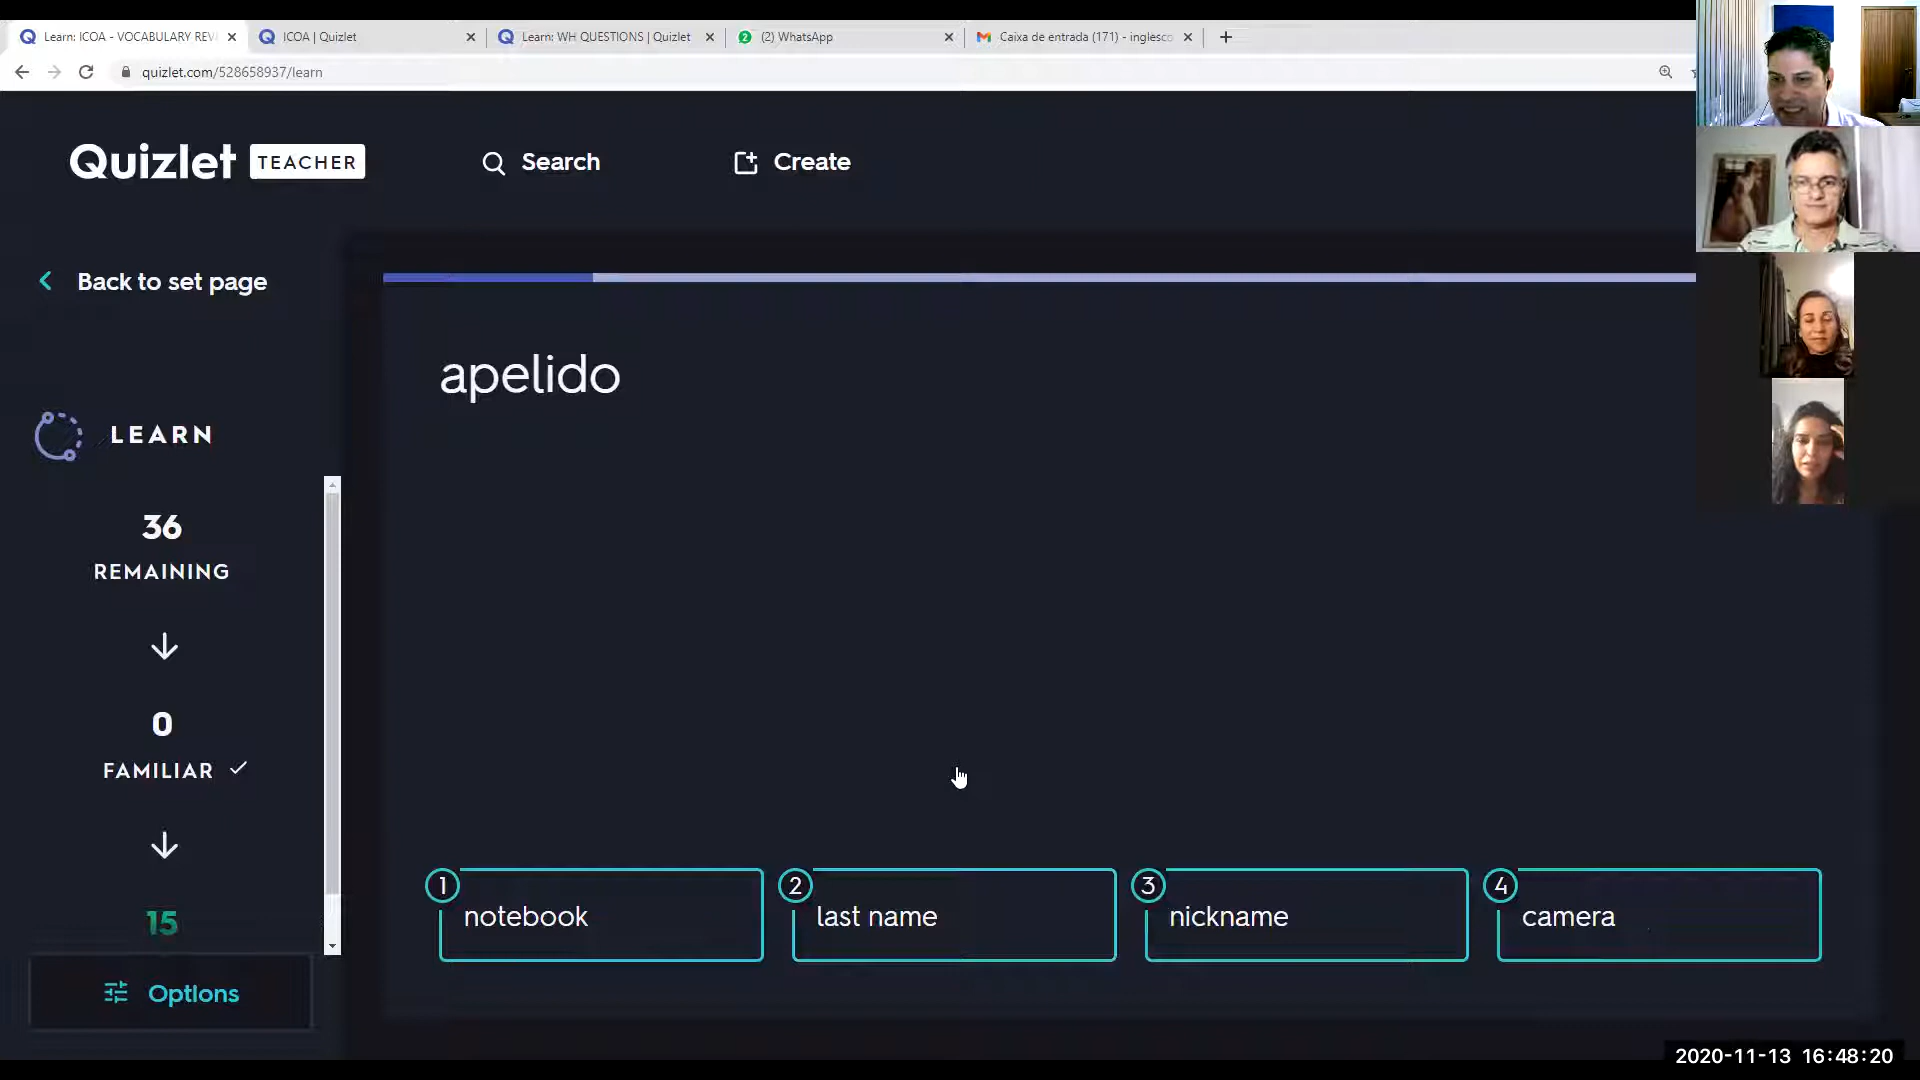 Learn: ICOA - VOCABULARY REV
ICOA | Quizlet
Learn: WH QUESTIONS | Quizlet
2
(2) WhatsApp
Caixa de entrada (171) - inglesco
quizlet.com/528658937/learn
Quizlet TEACHER
Search
Create
Back to set page
apelido
LEARN
36
REMAINING
0
FAMILIAR
15
Options
1 notebook
2 last name
3 nickname
4 camera
2020-11-13 16:48:20